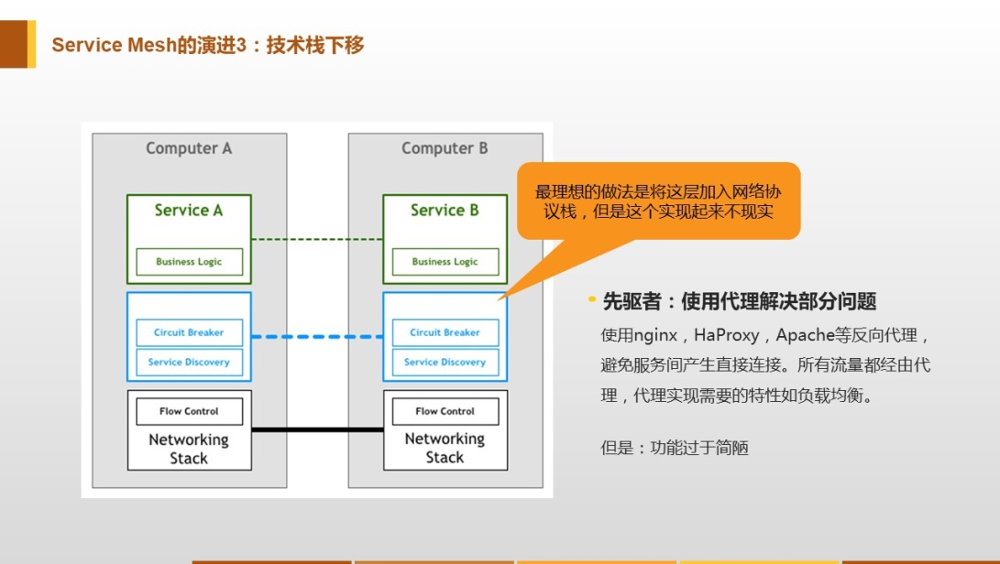 Service Mesh的演进3：技术栈下移
Computer A
Computer B
Service A
Business Logic
Service B
Business Logic
Circuit Breaker
Service Discovery
Circuit Breaker
Service Discovery
Flow Control
Networking
Stack
Flow Control
Networking
Stack
最理想的做法是将这层加入网络协
议栈，但是这个实现起来不现实
先驱者：使用代理解决部分问题
使用nginx，HaProxy，Apache等反向代理，
避免服务间产生直接连接。所有流量都经由代
理，代理实现需要的特性如负载均衡。
但是：功能过于简陋